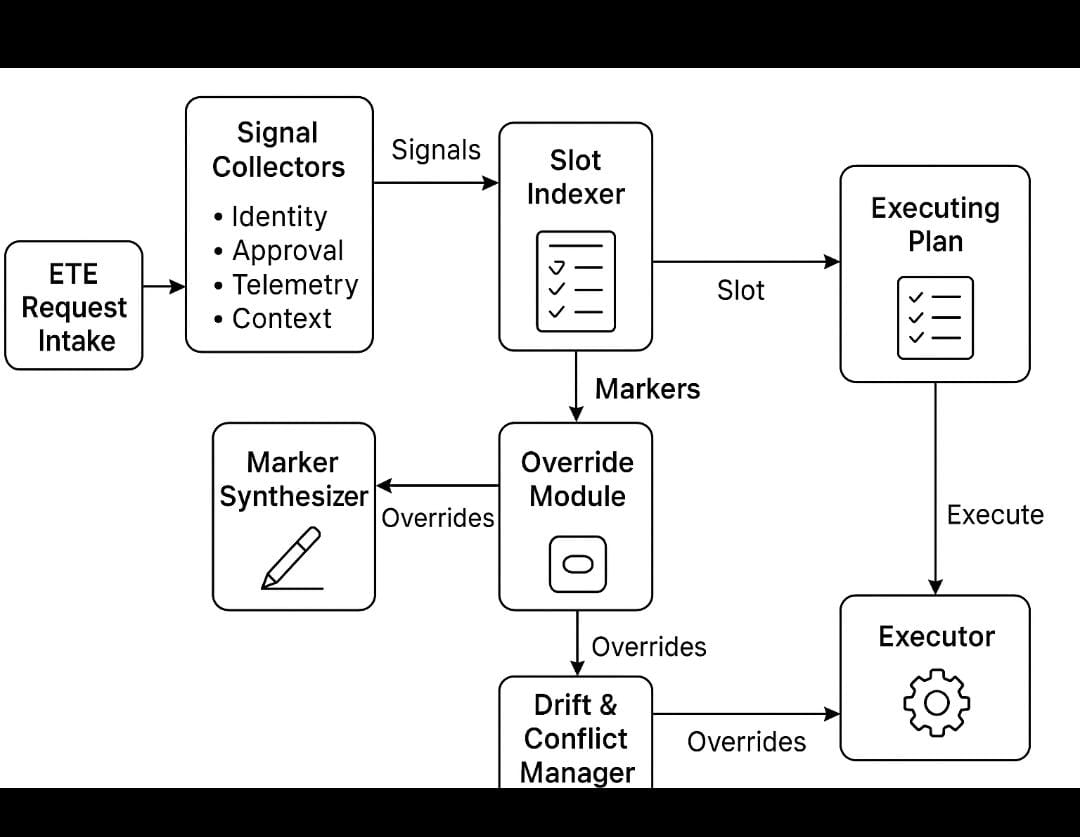 ETE
Request
Intake
Signal
Collectors
• Identity
• Approval
• Telemetry
• Context
Signals
Slot
Indexer
Slot
Executing
Plan
Markers
Marker
Synthesizer
Overrides
Override
Module
Execute
Overrides
Drift &
Conflict
Manager
Overrides
Executor